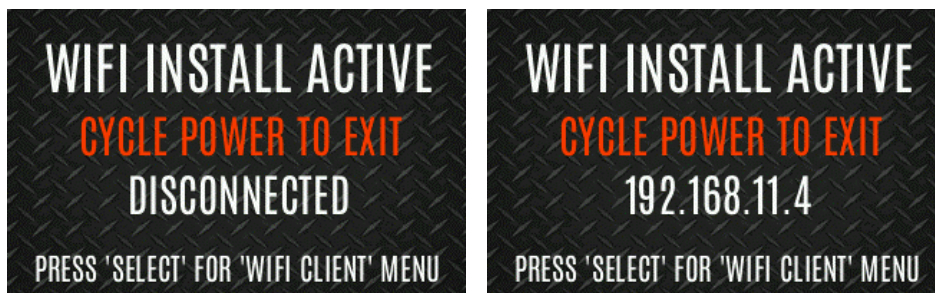 WIFI INSTALL ACTIVE
CYCLE POWER TO EXIT
DISCONNECTED
PRESS 'SELECT' FOR 'WIFI CLIENT' MENU
WIFI INSTALL ACTIVE
CYCLE POWER TO EXIT
192.168.11.4
PRESS 'SELECT' FOR 'WIFI CLIENT' MENU